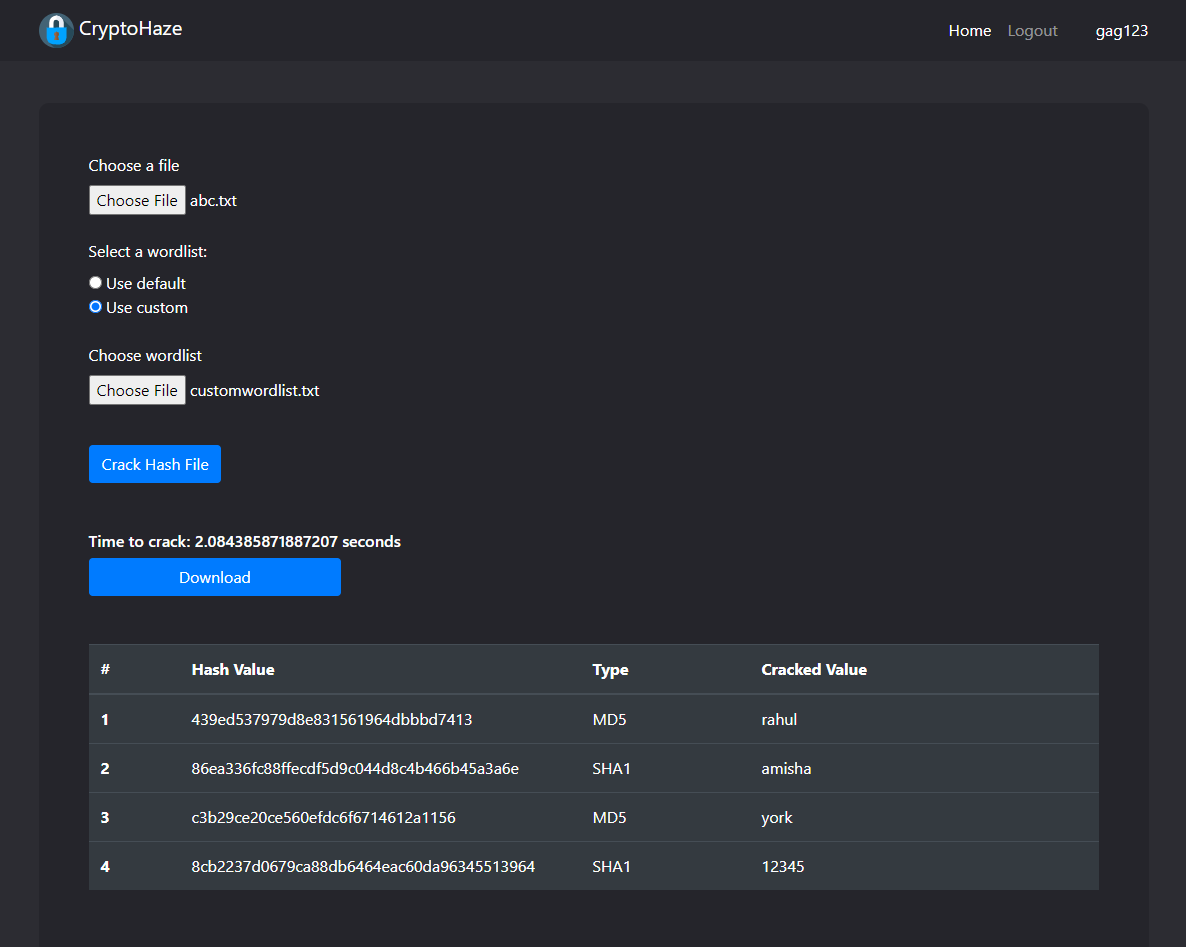 CryptoHaze Home Logout gag123
Choose a file
Choose File abc.txt
Select a wordlist:
Use default
Use custom
Choose wordlist
Choose File customwordlist.txt
Crack Hash File
Time to crack: 2.084385871887207 seconds
Download
# Hash Value Type Cracked Value
1 439ed537979d8e831561964dbbbd7413 MD5 rahul
2 86ea336fc88ffecdf5d9c044d8c4b466b45a3a6e SHA1 amisha
3 c3b29ce20ce560efdc6f6714612a1156 MD5 york
4 8cb2237d0679ca88db6464eac60da96345513964 SHA1 12345